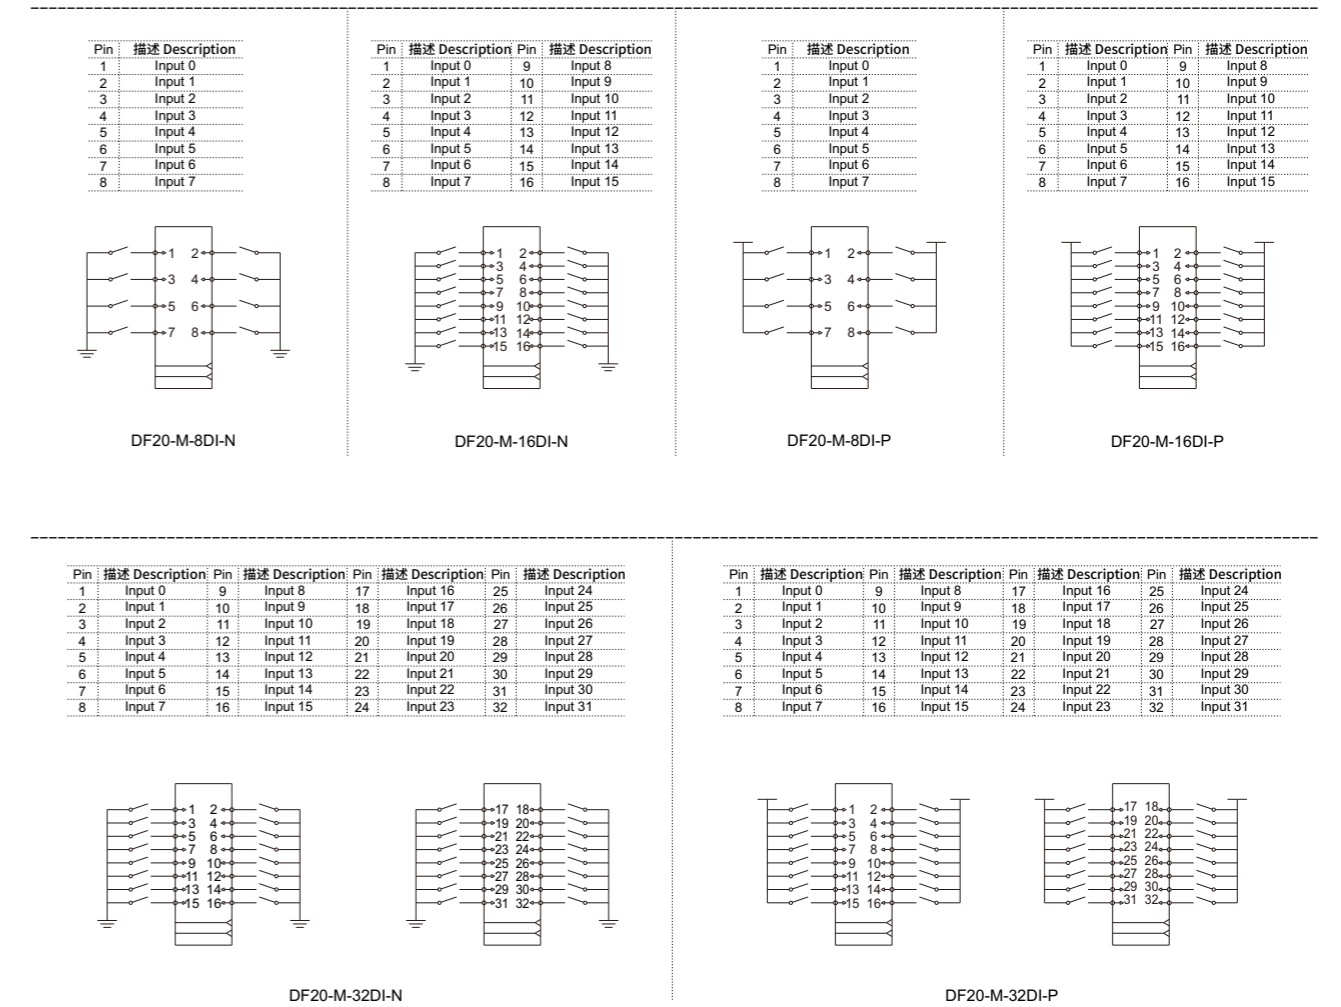 Pin 描述 Description
1 Input 0
2 Input 1
3 Input 2
4 Input 3
5 Input 4
6 Input 5
7 Input 6
8 Input 7
1 2
3 4
5 6
7 8
DF20-M-8DI-N
Pin 描述 Description Pin 描述 Description
1 Input 0 9 Input 8
2 Input 1 10 Input 9
3 Input 2 11 Input 10
4 Input 3 12 Input 11
5 Input 4 13 Input 12
6 Input 5 14 Input 13
7 Input 6 15 Input 14
8 Input 7 16 Input 15
1 2
3 4
5 6
7 8
9 10
11 12
13 14
15 16
DF20-M-16DI-N
Pin 描述 Description
1 Input 0
2 Input 1
3 Input 2
4 Input 3
5 Input 4
6 Input 5
7 Input 6
8 Input 7
1 2
3 4
5 6
7 8
DF20-M-8DI-P
Pin 描述 Description Pin 描述 Description
1 Input 0 9 Input 8
2 Input 1 10 Input 9
3 Input 2 11 Input 10
4 Input 3 12 Input 11
5 Input 4 13 Input 12
6 Input 5 14 Input 13
7 Input 6 15 Input 14
8 Input 7 16 Input 15
1 2
3 4
5 6
7 8
9 10
11 12
13 14
15 16
DF20-M-16DI-P
Pin 描述 Description Pin 描述 Description Pin 描述 Description Pin 描述 Description
1 Input 0 9 Input 8 17 Input 16 25 Input 24
2 Input 1 10 Input 9 18 Input 17 26 Input 25
3 Input 2 11 Input 10 19 Input 18 27 Input 26
4 Input 3 12 Input 11 20 Input 19 28 Input 27
5 Input 4 13 Input 12 21 Input 20 29 Input 28
6 Input 5 14 Input 13 22 Input 21 30 Input 29
7 Input 6 15 Input 14 23 Input 22 31 Input 30
8 Input 7 16 Input 15 24 Input 23 32 Input 31
1 2
3 4
5 6
7 8
9 10
11 12
13 14
15 16
17 18
19 20
21 22
23 24
25 26
27 28
29 30
31 32
DF20-M-32DI-N
Pin 描述 Description Pin 描述 Description Pin 描述 Description Pin 描述 Description
1 Input 0 9 Input 8 17 Input 16 25 Input 24
2 Input 1 10 Input 9 18 Input 17 26 Input 25
3 Input 2 11 Input 10 19 Input 18 27 Input 26
4 Input 3 12 Input 11 20 Input 19 28 Input 27
5 Input 4 13 Input 12 21 Input 20 29 Input 28
6 Input 5 14 Input 13 22 Input 21 30 Input 29
7 Input 6 15 Input 14 23 Input 22 31 Input 30
8 Input 7 16 Input 15 24 Input 23 32 Input 31
1 2
3 4
5 6
7 8
9 10
11 12
13 14
15 16
17 18
19 20
21 22
23 24
25 26
27 28
29 30
31 32
DF20-M-32DI-P